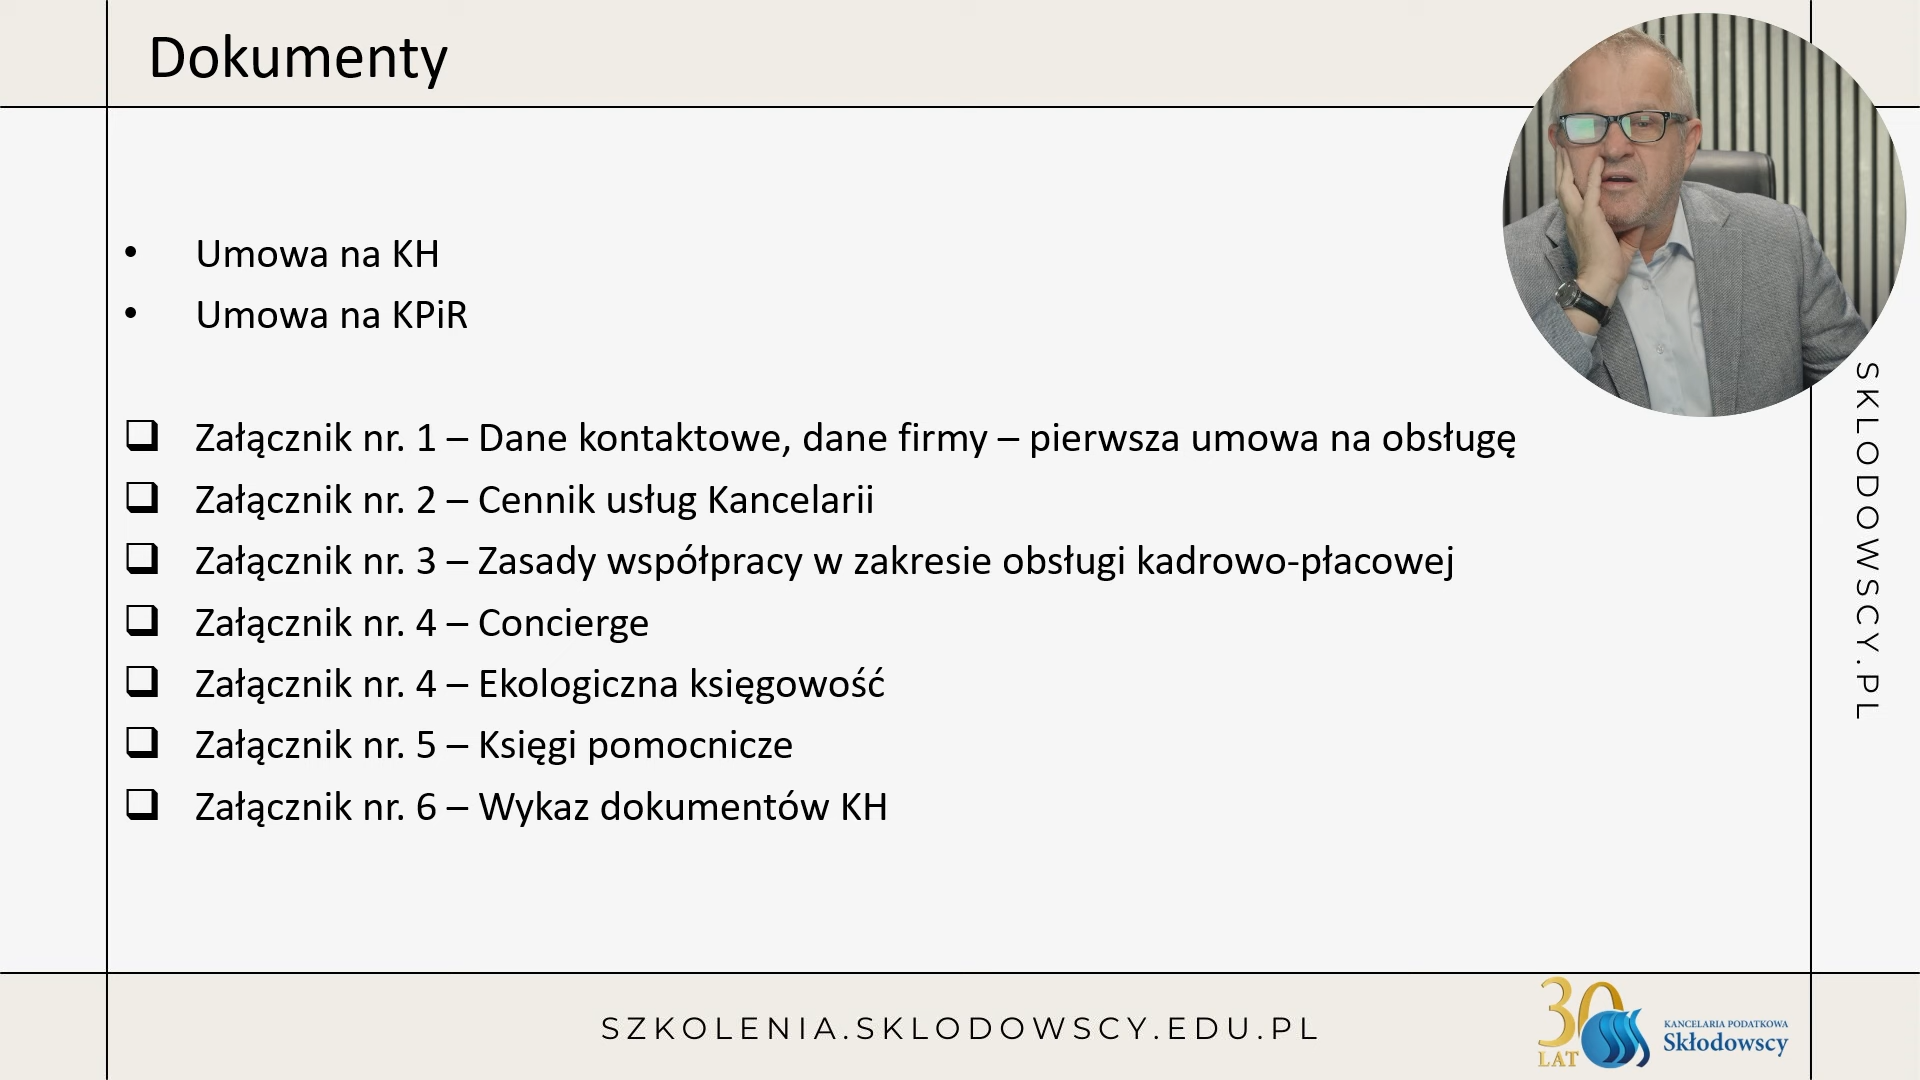 Dokumenty
• Umowa na KH
• Umowa na KPiR
❑ Załącznik nr. 1 – Dane kontaktowe, dane firmy – pierwsza umowa na obsługę
❑ Załącznik nr. 2 – Cennik usług Kancelarii
❑ Załącznik nr. 3 – Zasady współpracy w zakresie obsługi kadrowo-płacowej
❑ Załącznik nr. 4 – Concierge
❑ Załącznik nr. 4 – Ekologiczna księgowość
❑ Załącznik nr. 5 – Księgi pomocnicze
❑ Załącznik nr. 6 – Wykaz dokumentów KH
SKLODOWSCY.PL
SZKOLENIA.SKLODOWSCY.EDU.PL
30
LAT
KANCELARIA PODATKOWA
Skłodowscy